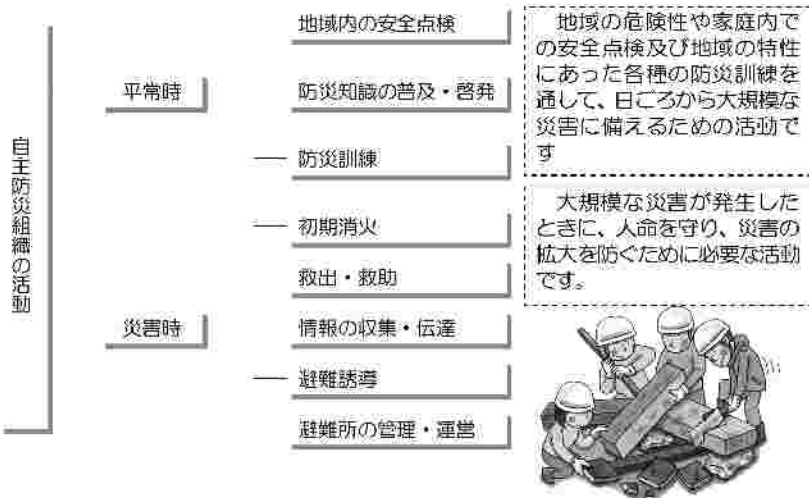 自主防災組織の活動
平常時
地域内の安全点検
防災知識の普及・啓発
防災訓練
地域の危険性や家庭内で
の安全点検及び地域の特性
にあった各種の防災訓練を
通して、日ごろから大規模な
災害に備えるための活動で
す
災害時
初期消火
救出・救助
情報の収集・伝達
避難誘導
避難所の管理・運営
大規模な災害が発生した
ときに、人命を守り、災害の
拡大を防ぐために必要な活動
です。